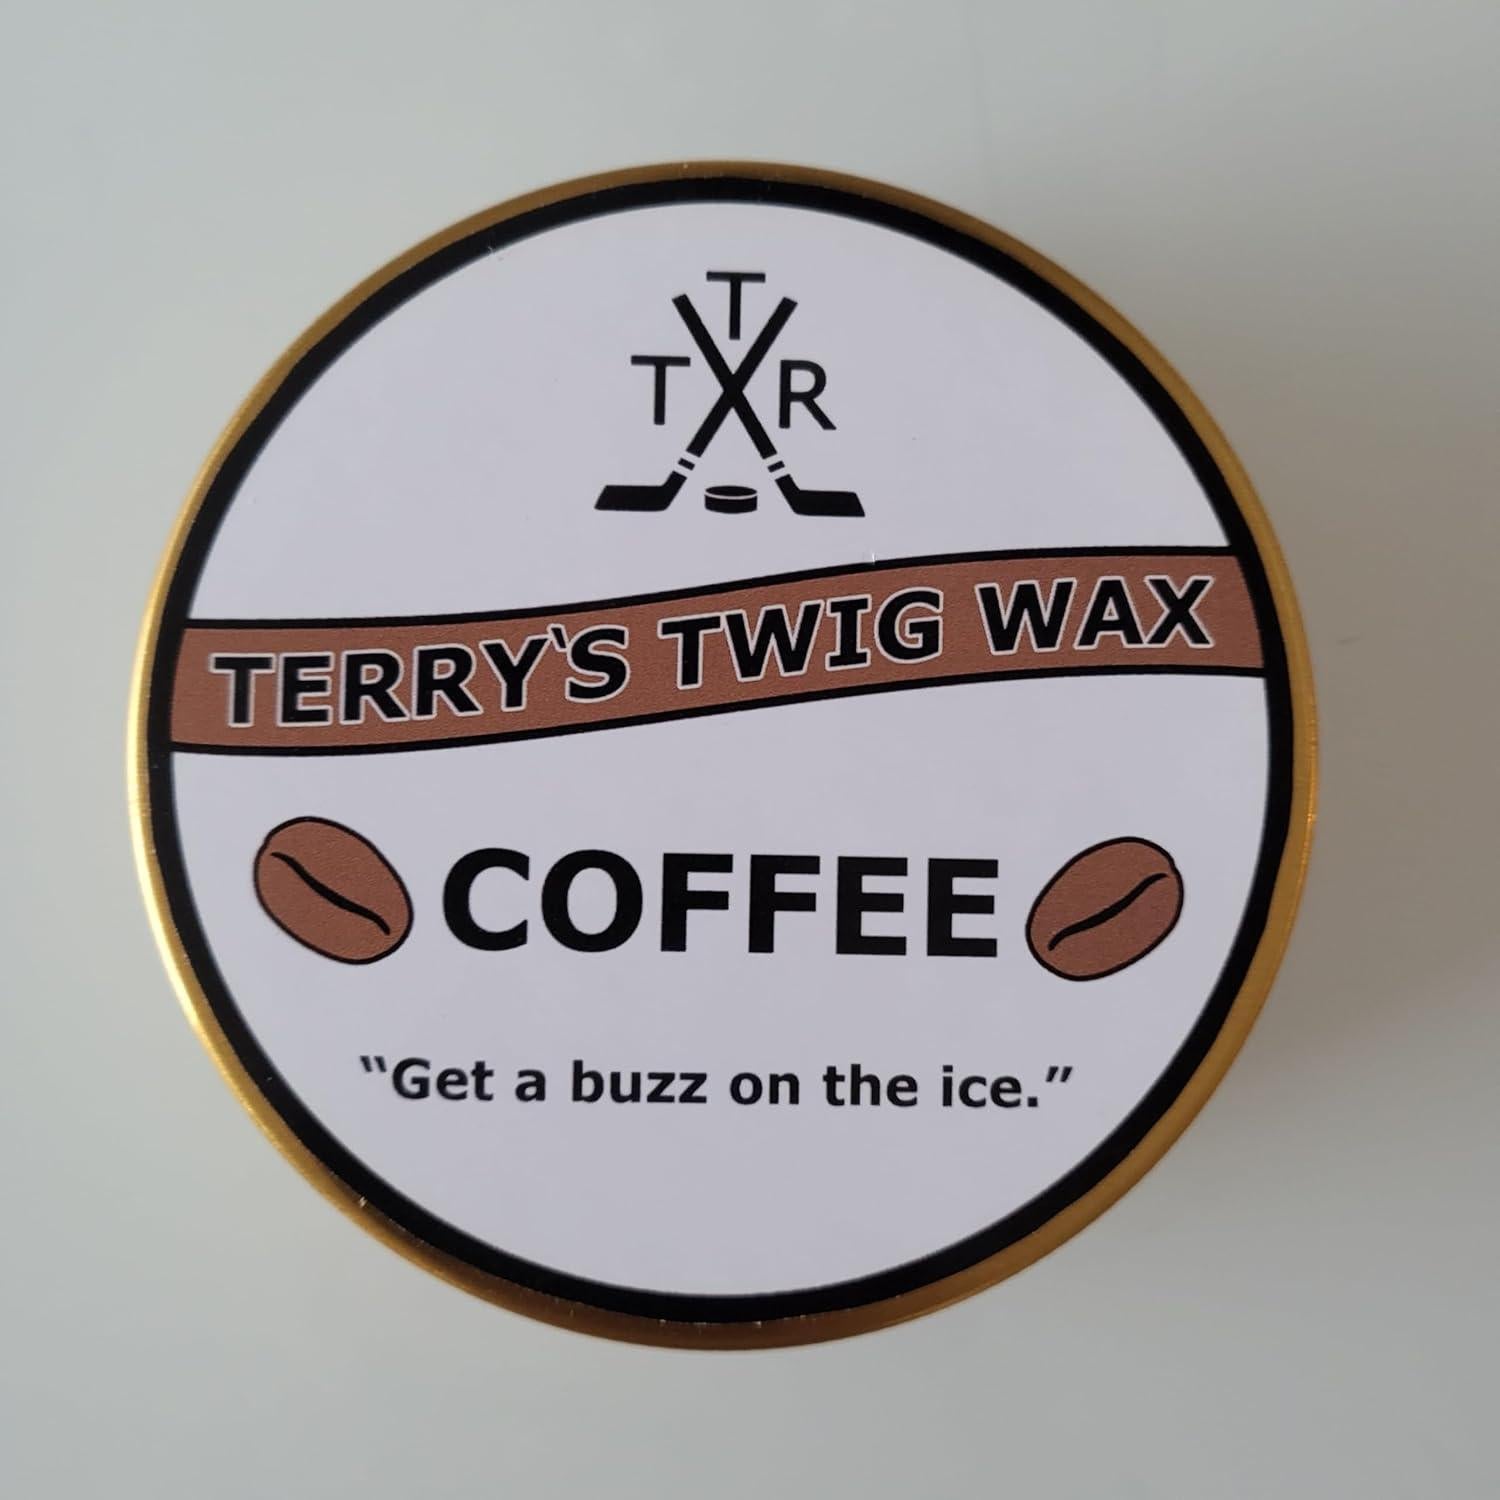 T
T R
TERRY'S TWIG WAX
COFFEE
"Get a buzz on the ice."